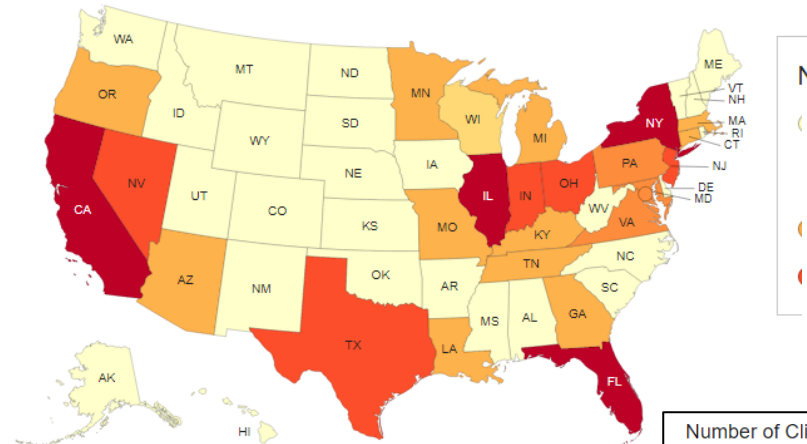 WA
ME
MT
ND
VT
NH
OR
MN
ID
SD
WI
NY
MA
RI
CT
WY
MI
IA
PA
NJ
NE
NV
OH
DE
MD
IL
IN
UT
CA
CO
WV
VA
KS
MO
KY
NC
TN
OK
AZ
NM
AR
SC
MS
AL
GA
TX
LA
AK
FL
HI
N
Number of Cli